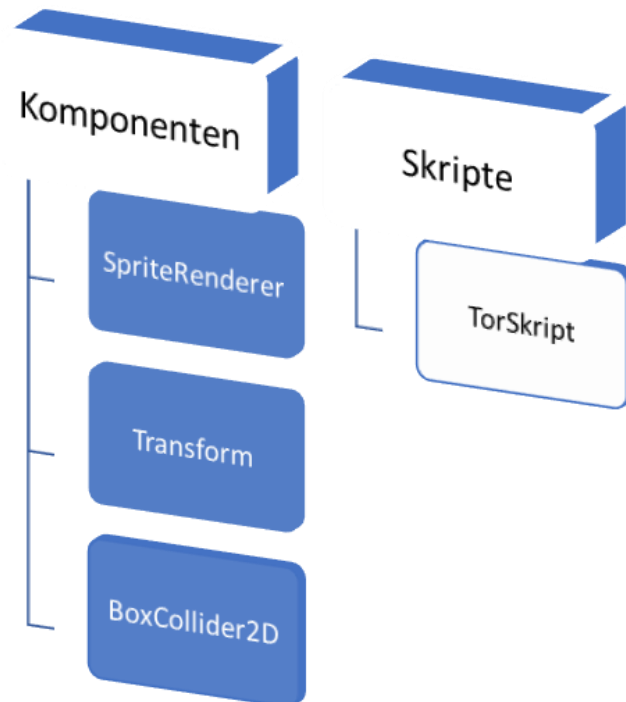 Komponenten
SpriteRenderer
Transform
BoxCollider2D
Skripte
TorSkript